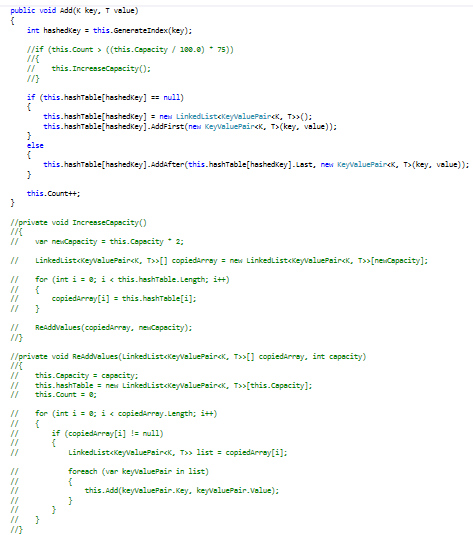 public void Add(K key, T value)
{
int hashedKey = this.GenerateIndex(key);
//if (this.Count > ((this.Capacity / 100.0) * 75))
//{
//    this.IncreaseCapacity();
//}
if (this.hashTable[hashedKey] == null)
{
this.hashTable[hashedKey] = new LinkedList<KeyValuePair<K, T>>();
this.hashTable[hashedKey].AddFirst(new KeyValuePair<K, T>(key, value));
}
else
{
this.hashTable[hashedKey].AddAfter(this.hashTable[hashedKey].Last, new KeyValuePair<K, T>(key, value));
}
this.Count++;
}
//private void IncreaseCapacity()
//{
//    var newCapacity = this.Capacity * 2;
//    LinkedList<KeyValuePair<K, T>>[] copiedArray = new LinkedList<KeyValuePair<K, T>>[newCapacity];
//    for (int i = 0; i < this.hashTable.Length; i++)
//    {
//        copiedArray[i] = this.hashTable[i];
//    }
//    ReAddValues(copiedArray, newCapacity);
//}
//private void ReAddValues(LinkedList<KeyValuePair<K, T>>[] copiedArray, int capacity)
//{
//    this.Capacity = capacity;
//    this.hashTable = new LinkedList<KeyValuePair<K, T>>[this.Capacity];
//    this.Count = 0;
//    for (int i = 0; i < copiedArray.Length; i++)
//    {
//        if (copiedArray[i] != null)
//        {
//            LinkedList<KeyValuePair<K, T>> list = copiedArray[i];
//            foreach (var keyValuePair in list)
//            {
//                this.Add(keyValuePair.Key, keyValuePair.Value);
//            }
//        }
//    }
//}